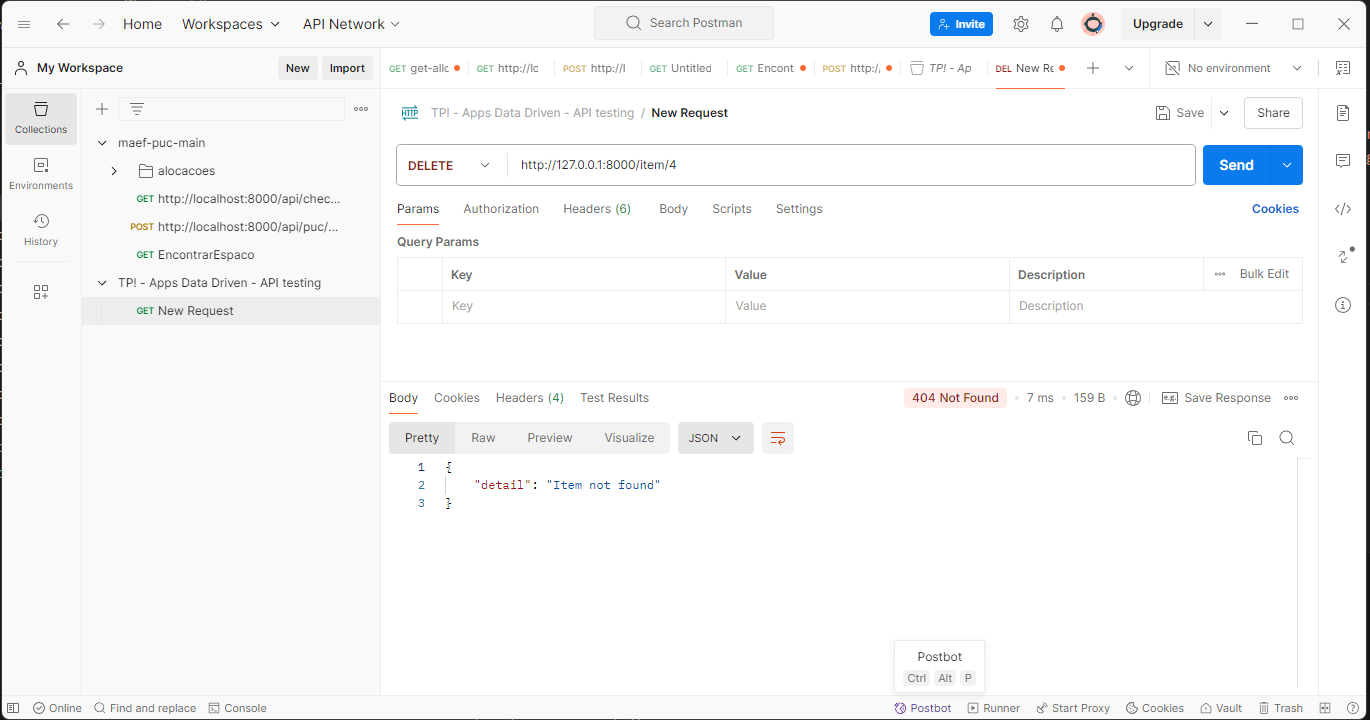 Home Workspaces API Network Search Postman Invite Upgrade
My Workspace New Import GET get-allo GET http://lo POST http://l GET Untitled GET Encont POST http:/, TP! - Ap DEL New Re No environment
Collections
Environments
History
maef-puc-main
alocacoes
GET http://localhost:8000/api/chec...
POST http://localhost:8000/api/puc/...
GET EncontrarEspaco
TP! - Apps Data Driven - API testing
GET New Request
HTTP TP! - Apps Data Driven - API testing / New Request Save Share
DELETE http://127.0.0.1:8000/item/4 Send
Params Authorization Headers (6) Body Scripts Settings Cookies
Query Params
Key Value Description Bulk Edit
Key Value Description
Body Cookies Headers (4) Test Results 404 Not Found 7 ms 159 B e.g. Save Response
Pretty Raw Preview Visualize JSON
1 {
2 "detail": "Item not found"
3 }
Postbot
Ctrl Alt P
Online Find and replace Console Postbot Runner Start Proxy Cookies Vault Trash